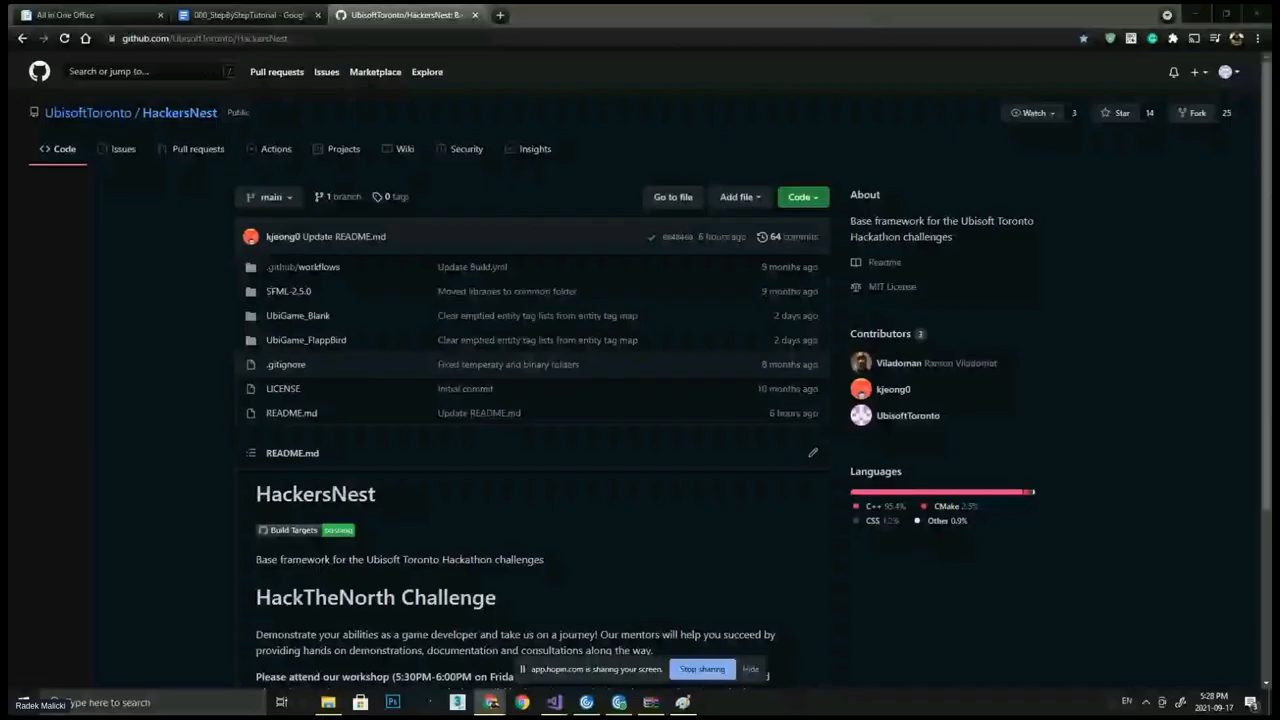 All in One Office
000_StepByStepTutorial - Google
UbisoftToronto/HackersNest: Ba
github.com/UbisoftToronto/HackersNest
Search or jump to...
/
Pull requests Issues Marketplace Explore
UbisoftToronto / HackersNest Public
Watch 3 Star 14 Fork 25
Code Issues Pull requests Actions Projects Wiki Security Insights
main 1 branch 0 tags Go to file Add file Code
kjeong0 Update README.md 6 hours ago 64 commits
.github/workflows Update Build.yml 9 months ago
SFML-2.5.0 Moved libraries to common folder 9 months ago
UbiGame_Blank Clear emptied entity tag lists from entity tag map 2 days ago
UbiGame_FlappBird Clear emptied entity tag lists from entity tag map 2 days ago
.gitignore Fixed temperaty and binary folders 8 months ago
LICENSE Initial commit 10 months ago
README.md Update README.md 6 hours ago
README.md
HackersNest
Build Targets passing
Base framework for the Ubisoft Toronto Hackathon challenges
HackTheNorth Challenge
Demonstrate your abilities as a game developer and take us on a journey! Our mentors will help you succeed by
providing hands on demonstrations, documentation and consultations along the way.
Please attend our workshop (5:30PM-6:00PM on Frida
About
Base framework for the Ubisoft Toronto
Hackathon challenges
Readme
MIT License
Contributors 3
Viladoman Ramon Viladomat
kjeong0
UbisoftToronto
Languages
C++ 95.4% CMake 2.5%
CSS 1.2% Other 0.9%
app.hopin.com is sharing your screen. Stop sharing Hide
Type here to search
Radek Malicki
EN
5:28 PM
2021-09-17